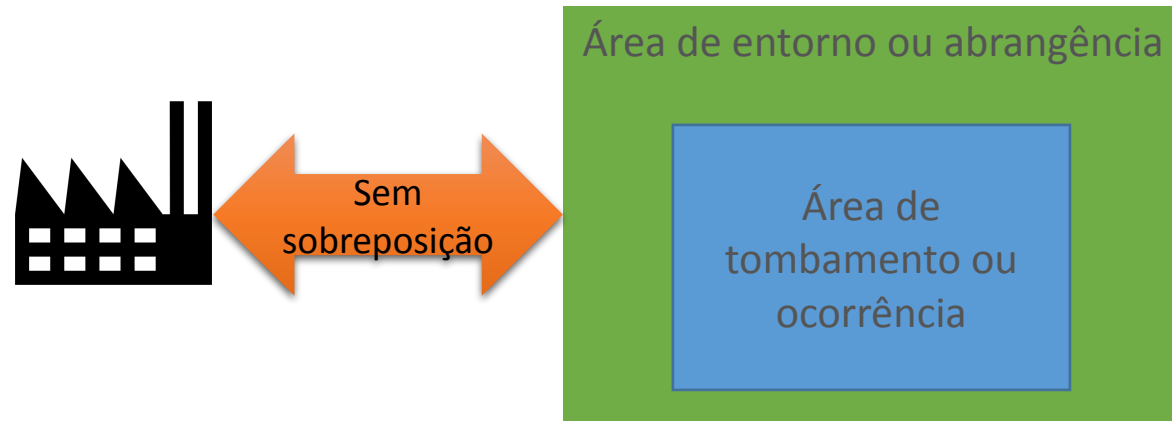 Área de entorno ou abrangência
Sem
sobreposição
Área de
tombamento ou
ocorrência